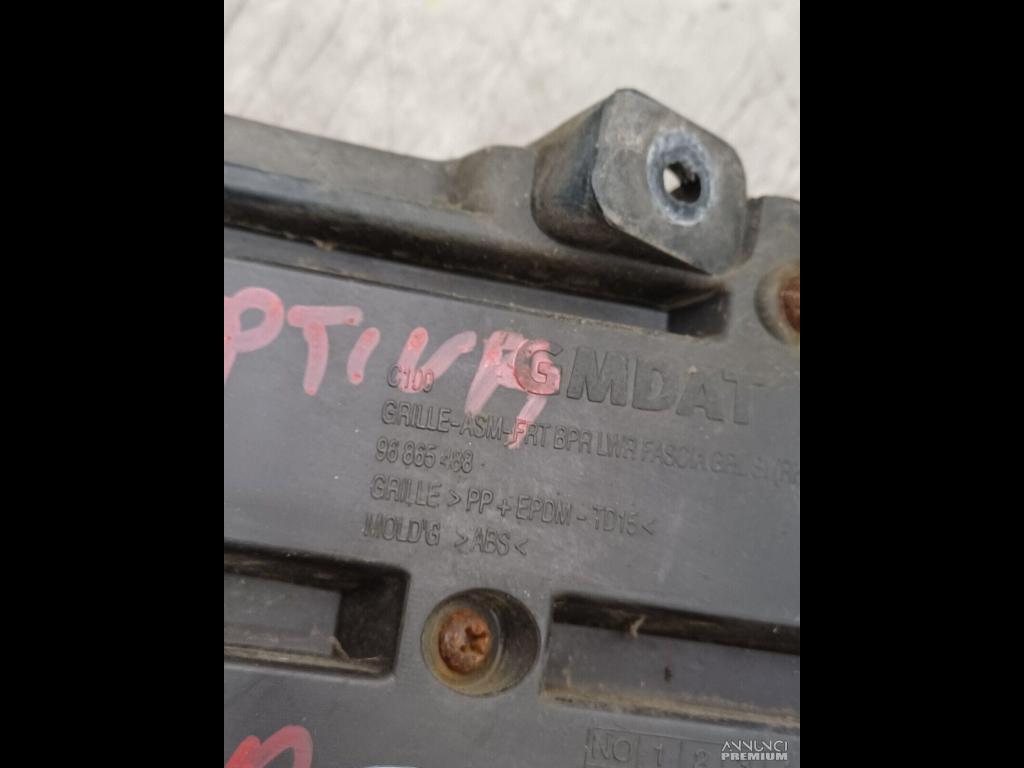 PTIVA
GMDAT
C100
GRILLE-ASM-FRT BPR LWR FASCIA GRL
96 865 488
GRILLE >PP+EPDM-TD15<
MOLD'G >ABS<
NO 1 2
ANNUNCI
PREMIUM